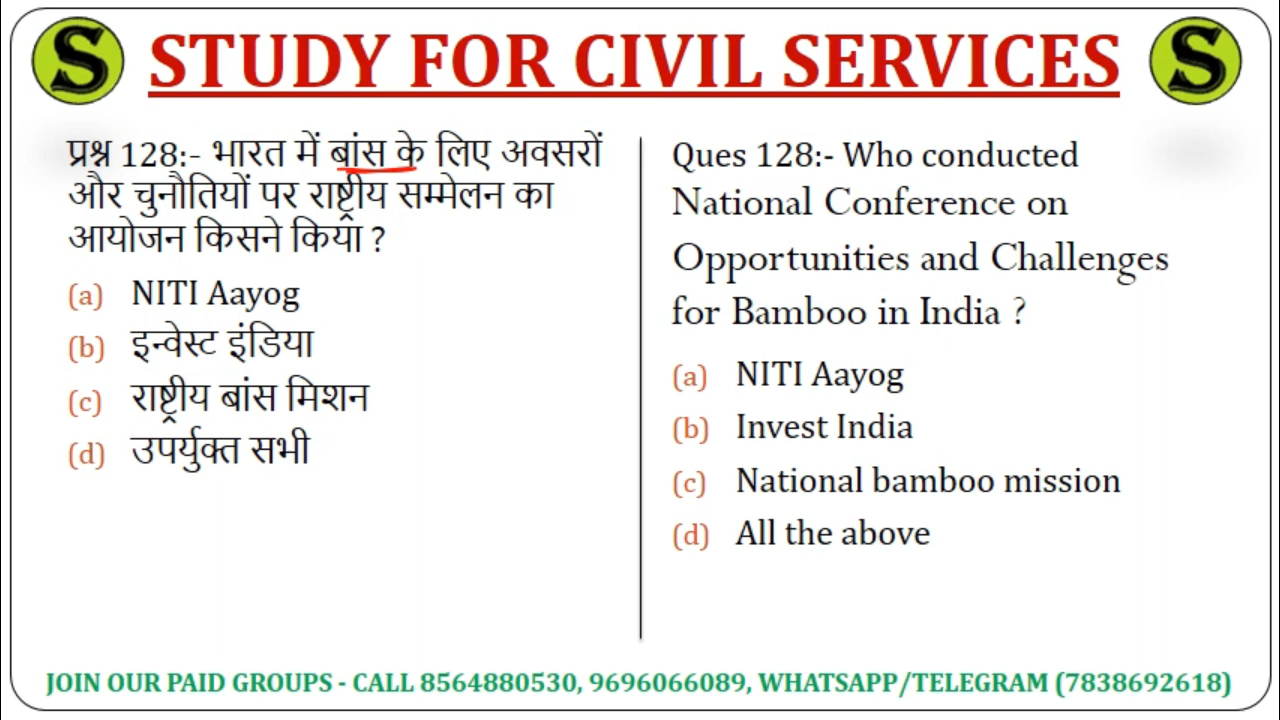 S STUDY FOR CIVIL SERVICES S
प्रश्न 128:- भारत में बांस के लिए अवसरों
और चुनौतियों पर राष्ट्रीय सम्मेलन का
आयोजन किसने किया ?
(a) NITI Aayog
(b) इन्वेस्ट इंडिया
(c) राष्ट्रीय बांस मिशन
(d) उपर्युक्त सभी
Ques 128:- Who conducted
National Conference on
Opportunities and Challenges
for Bamboo in India ?
(a) NITI Aayog
(b) Invest India
(c) National bamboo mission
(d) All the above
JOIN OUR PAID GROUPS - CALL 8564880530, 9696066089, WHATSAPP/TELEGRAM (7838692618)